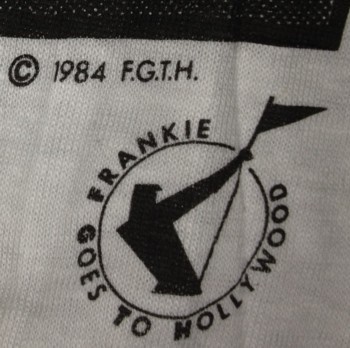 © 1984 F.G.T.H.
FRANKIE
GOES TO HOLLYWOOD